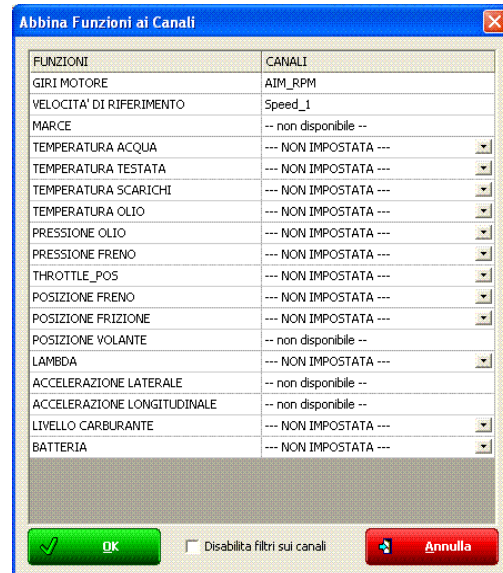 Abbina Funzioni ai Canali
FUNZIONI CANALI
GIRI MOTORE AIM_RPM
VELOCITA' DI RIFERIMENTO Speed_1
MARCE -- non disponibile --
TEMPERATURA ACQUA --- NON IMPOSTATA ---
TEMPERATURA TESTATA --- NON IMPOSTATA ---
TEMPERATURA SCARICHI --- NON IMPOSTATA ---
TEMPERATURA OLIO --- NON IMPOSTATA ---
PRESSIONE OLIO --- NON IMPOSTATA ---
PRESSIONE FRENO --- NON IMPOSTATA ---
THROTTLE_POS --- NON IMPOSTATA ---
POSIZIONE FRENO --- NON IMPOSTATA ---
POSIZIONE FRIZIONE --- NON IMPOSTATA ---
POSIZIONE VOLANTE -- non disponibile --
LAMBDA --- NON IMPOSTATA ---
ACCELERAZIONE LATERALE -- non disponibile --
ACCELERAZIONE LONGITUDINALE -- non disponibile --
LIVELLO CARBURANTE --- NON IMPOSTATA ---
BATTERIA --- NON IMPOSTATA ---
OK Disabilita filtri sui canali Annulla